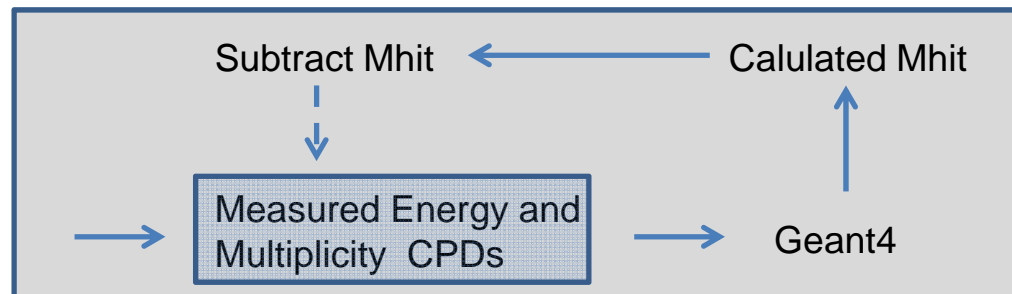 Subtract Mhit
Calulated Mhit
Measured Energy and
Multiplicity CPDs
Geant4